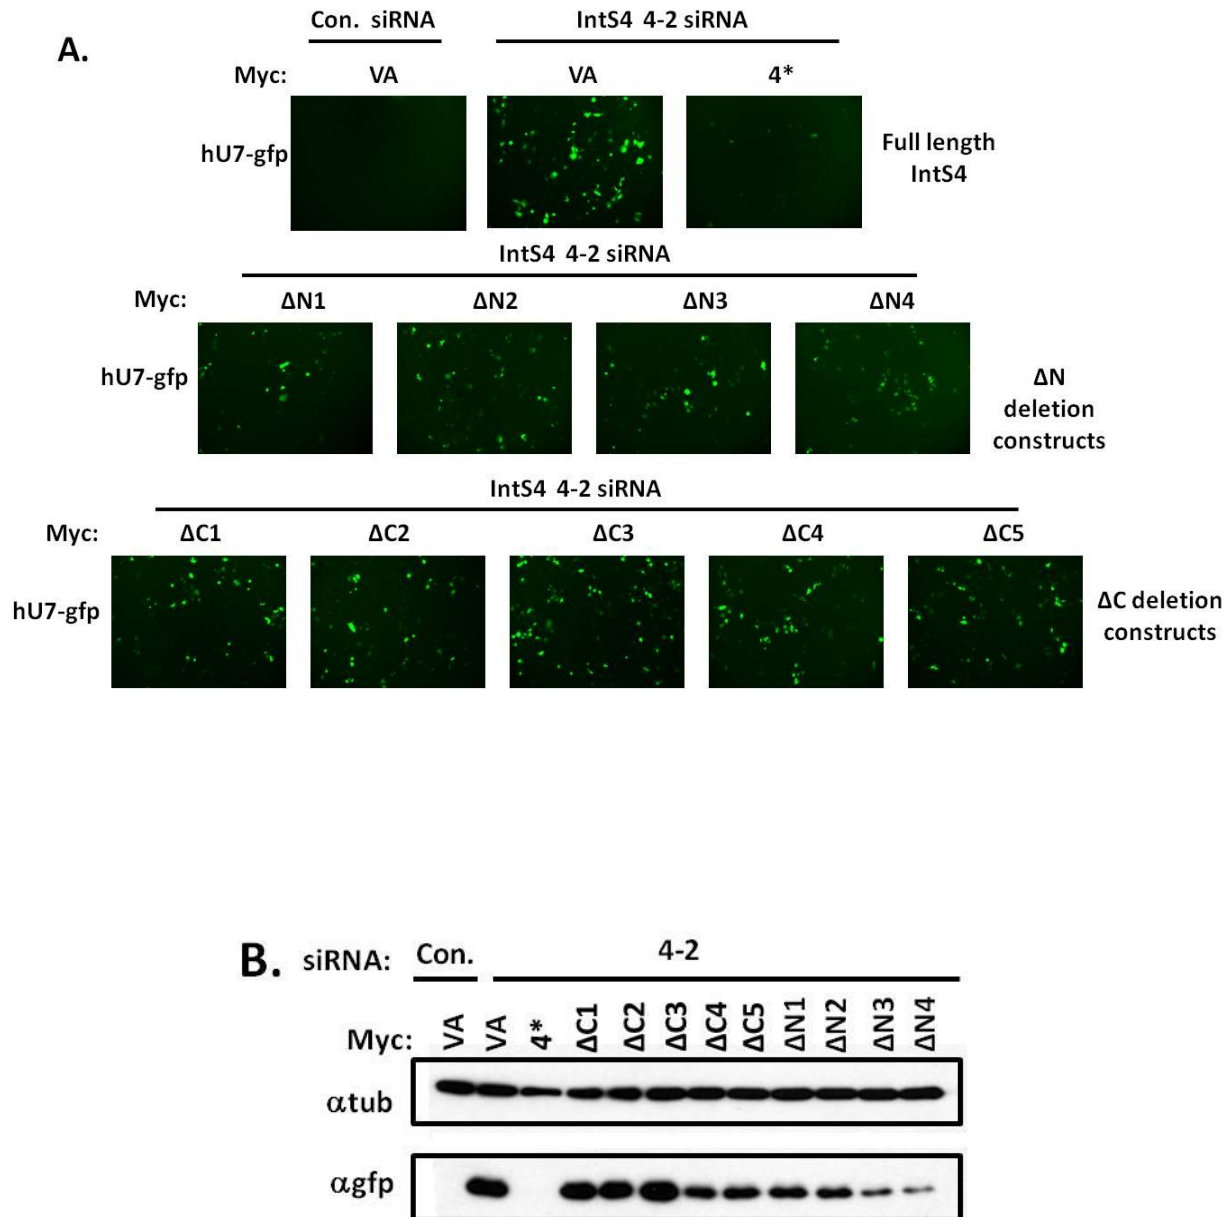 A.
Con. siRNA
IntS4 4-2 siRNA
Myc: VA VA 4*
hU7-gfp
Full length
IntS4
IntS4 4-2 siRNA
Myc: ΔN1 ΔN2 ΔN3 ΔN4
hU7-gfp
ΔN
deletion
constructs
IntS4 4-2 siRNA
Myc: ΔC1 ΔC2 ΔC3 ΔC4 ΔC5
hU7-gfp
ΔC deletion
constructs
B.
siRNA: Con. 4-2
Myc: VA VA 4* ΔC1 ΔC2 ΔC3 ΔC4 ΔC5 ΔN1 ΔN2 ΔN3 ΔN4
αtub
αgfp